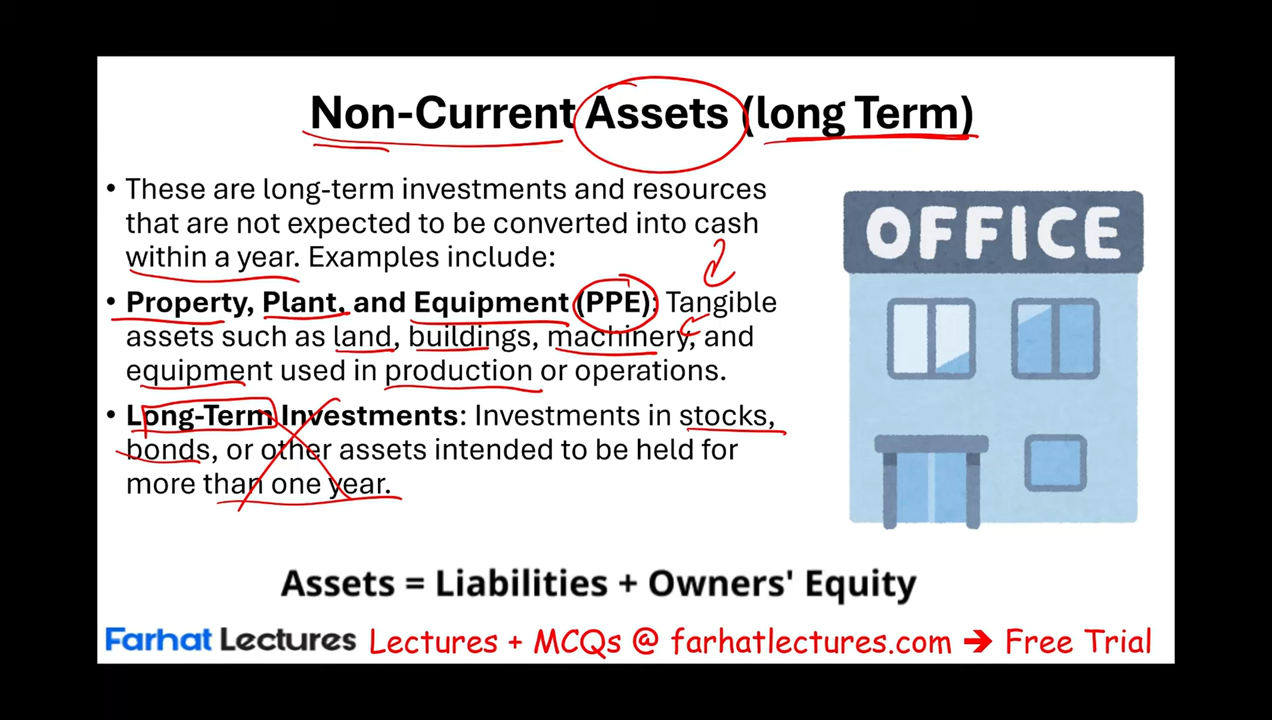 Non-Current Assets (long Term)
• These are long-term investments and resources
that are not expected to be converted into cash
within a year. Examples include:
• Property, Plant, and Equipment (PPE): Tangible
assets such as land, buildings, machinery, and
equipment used in production or operations.
• Long-Term Investments: Investments in stocks,
bonds, or other assets intended to be held for
more than one year.
OFFICE
Assets = Liabilities + Owners' Equity
Farhat Lectures Lectures + MCQs @ farhatlectures.com → Free Trial